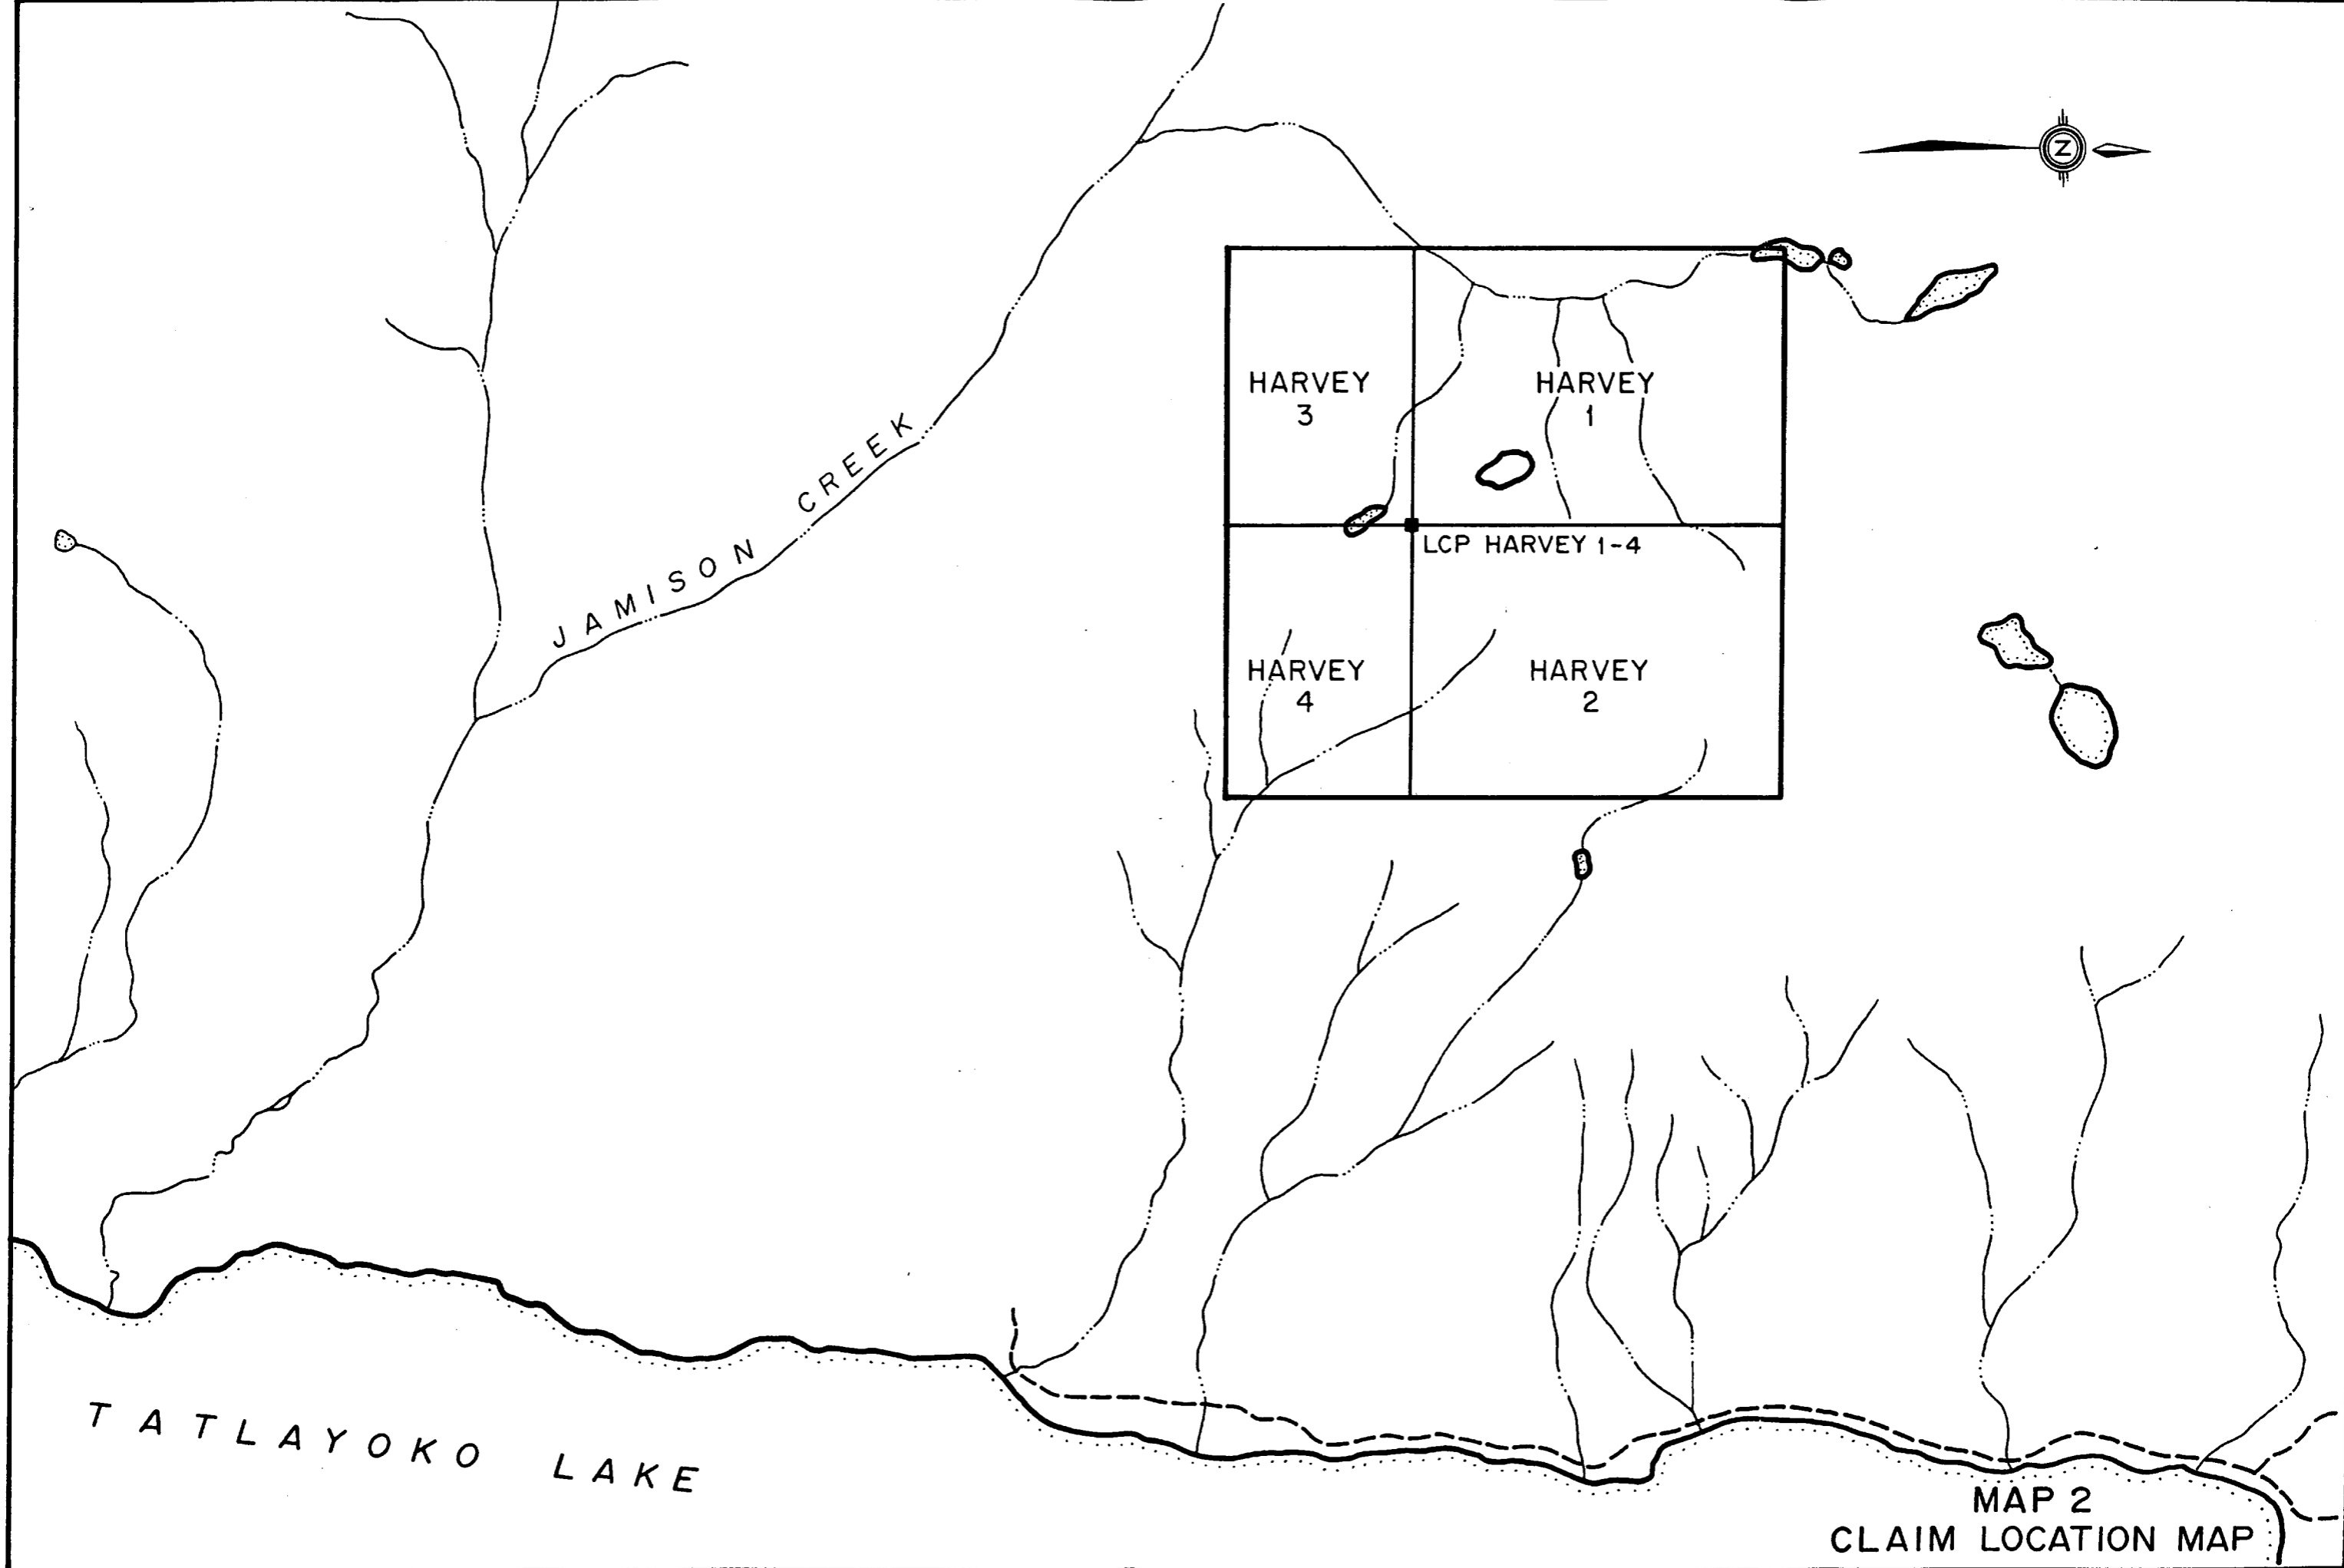 N
HARVEY
3
HARVEY
1
JAMISON CREEK
LCP HARVEY 1-4
HARVEY
4
HARVEY
2
TATLAYOKO LAKE
MAP 2
CLAIM LOCATION MAP